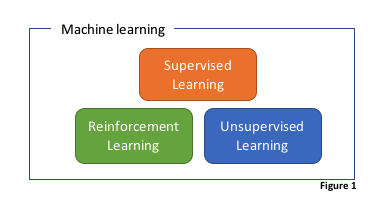 Machine learning
Supervised
Learning
Reinforcement
Learning
Unsupervised
Learning
Figure 1